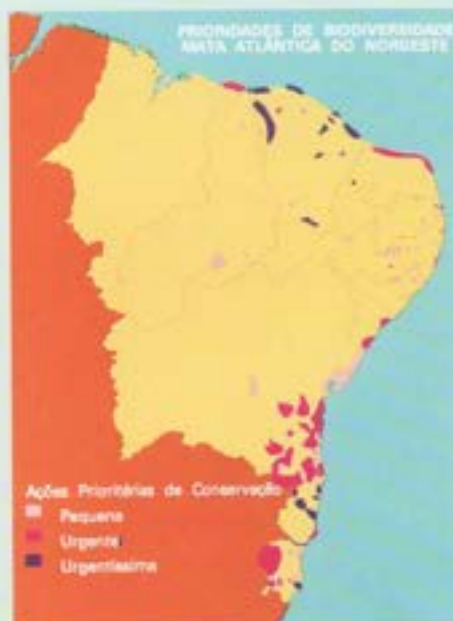 PRIORIDADES DE BIODIVERSIDADE
MATA ATLÂNTICA DO NORDESTE
Ações Prioritárias de Conservação
Pequena
Urgente
Urgentíssima